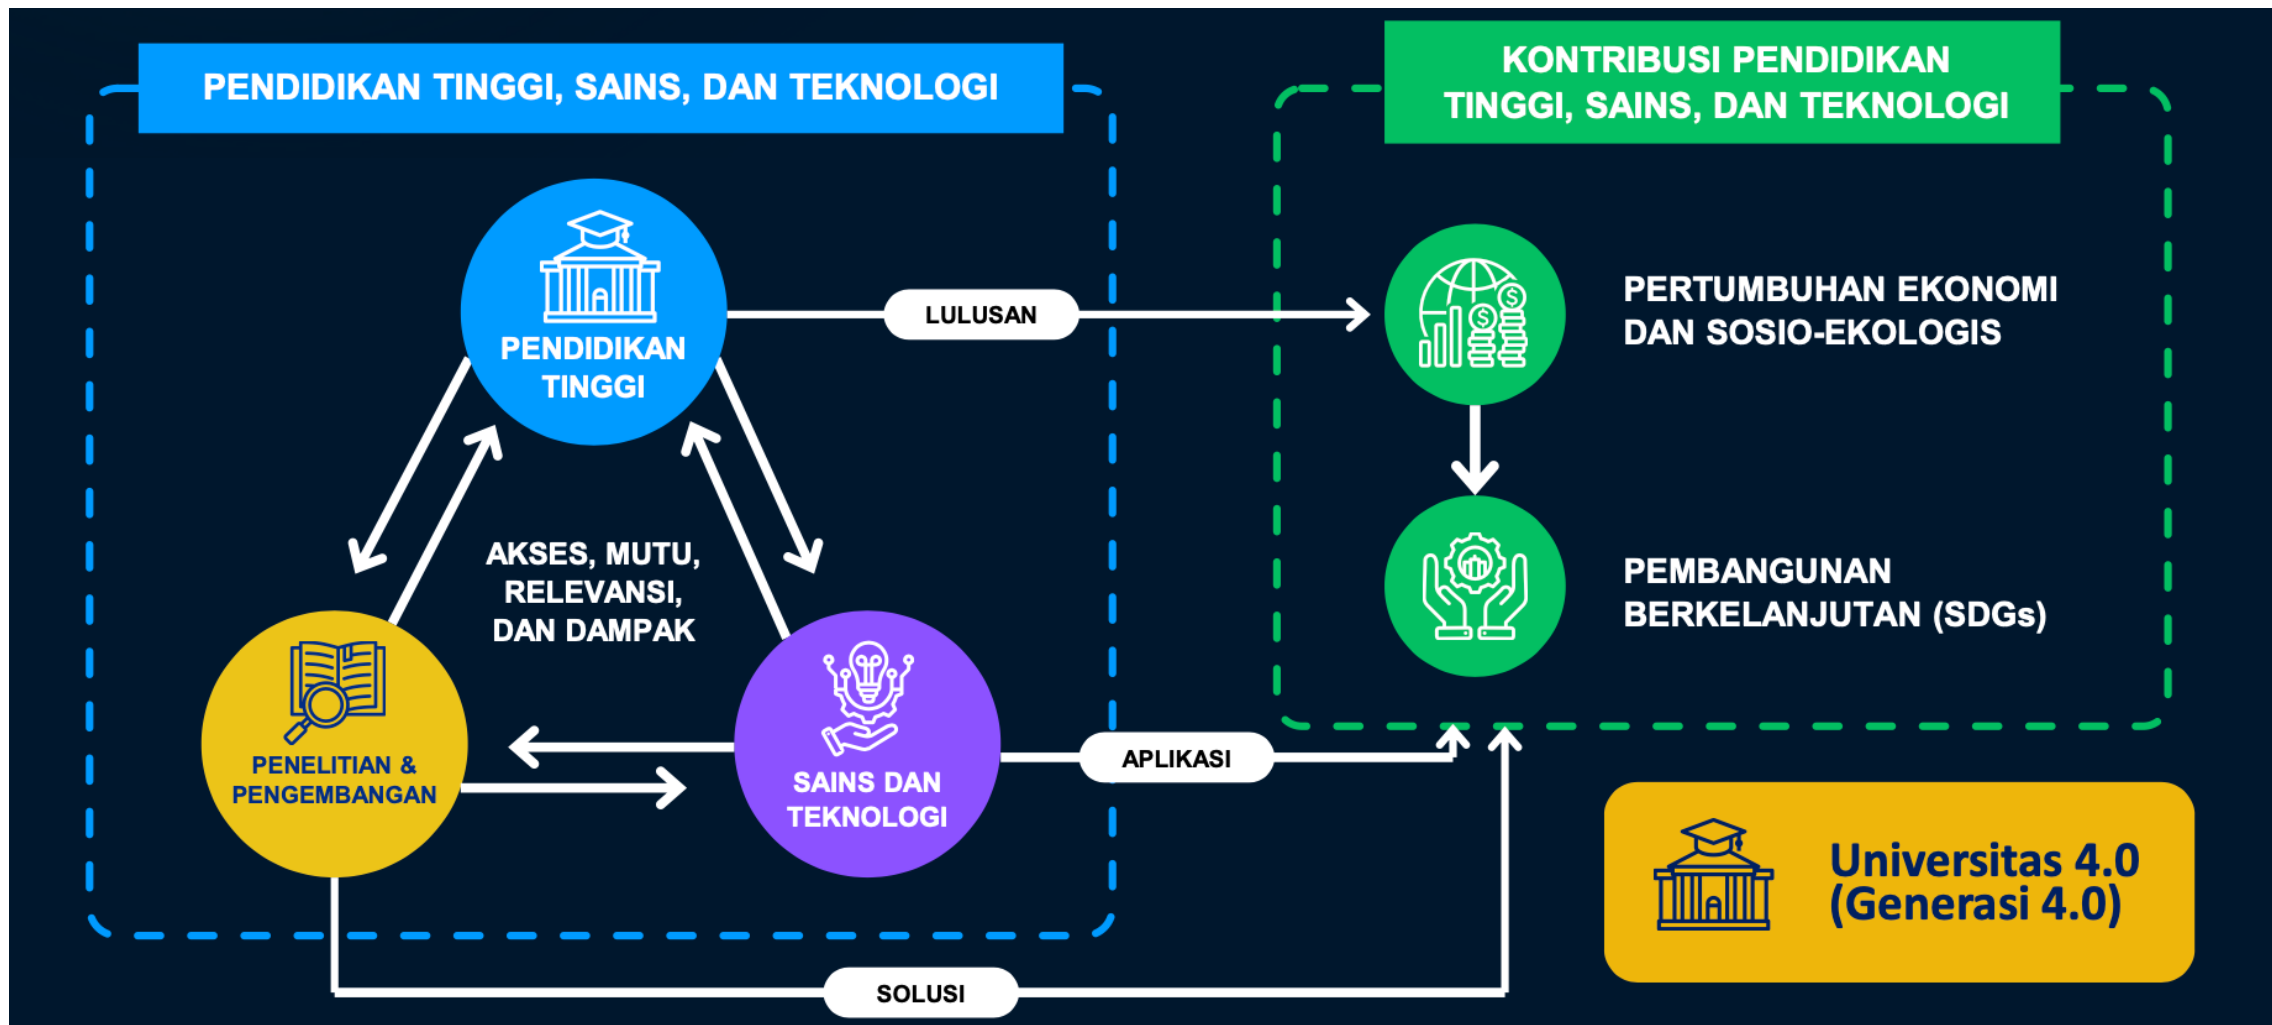 PENDIDIKAN TINGGI, SAINS, DAN TEKNOLOGI
KONTRIBUSI PENDIDIKAN
TINGGI, SAINS, DAN TEKNOLOGI
PENDIDIKAN
TINGGI
LULUSAN
PERTUMBUHAN EKONOMI
DAN SOSIO-EKOLOGIS
AKSES, MUTU,
RELEVANSI,
DAN DAMPAK
PEMBANGUNAN
BERKELANJUTAN (SDGs)
PENELITIAN &
PENGEMBANGAN
SAINS DAN
TEKNOLOGI
APLIKASI
SOLUSI
Universitas 4.0
(Generasi 4.0)